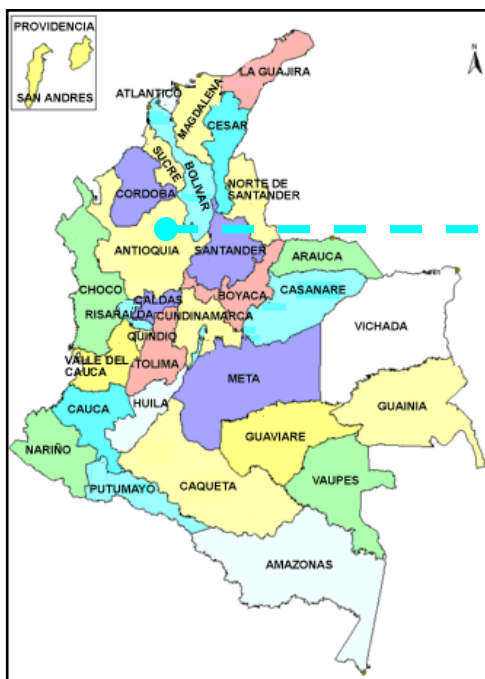 PROVIDENCIA
SAN ANDRES
N
LA GUAJIRA
ATLANTICO
MAGDALENA
CESAR
SUCRE
BOLIVAR
CORDOBA
NORTE DE
SANTANDER
ANTIOQUIA
SANTANDER
ARAUCA
CHOCO
BOYACA
CASANARE
CALDAS
RISARALDA
CUNDINAMARCA
VICHADA
QUINDIO
VALLE DEL
CAUCA
TOLIMA
META
HUILA
CAUCA
GUAINIA
GUAVIARE
NARIÑO
VAUPES
CAQUETA
PUTUMAYO
AMAZONAS